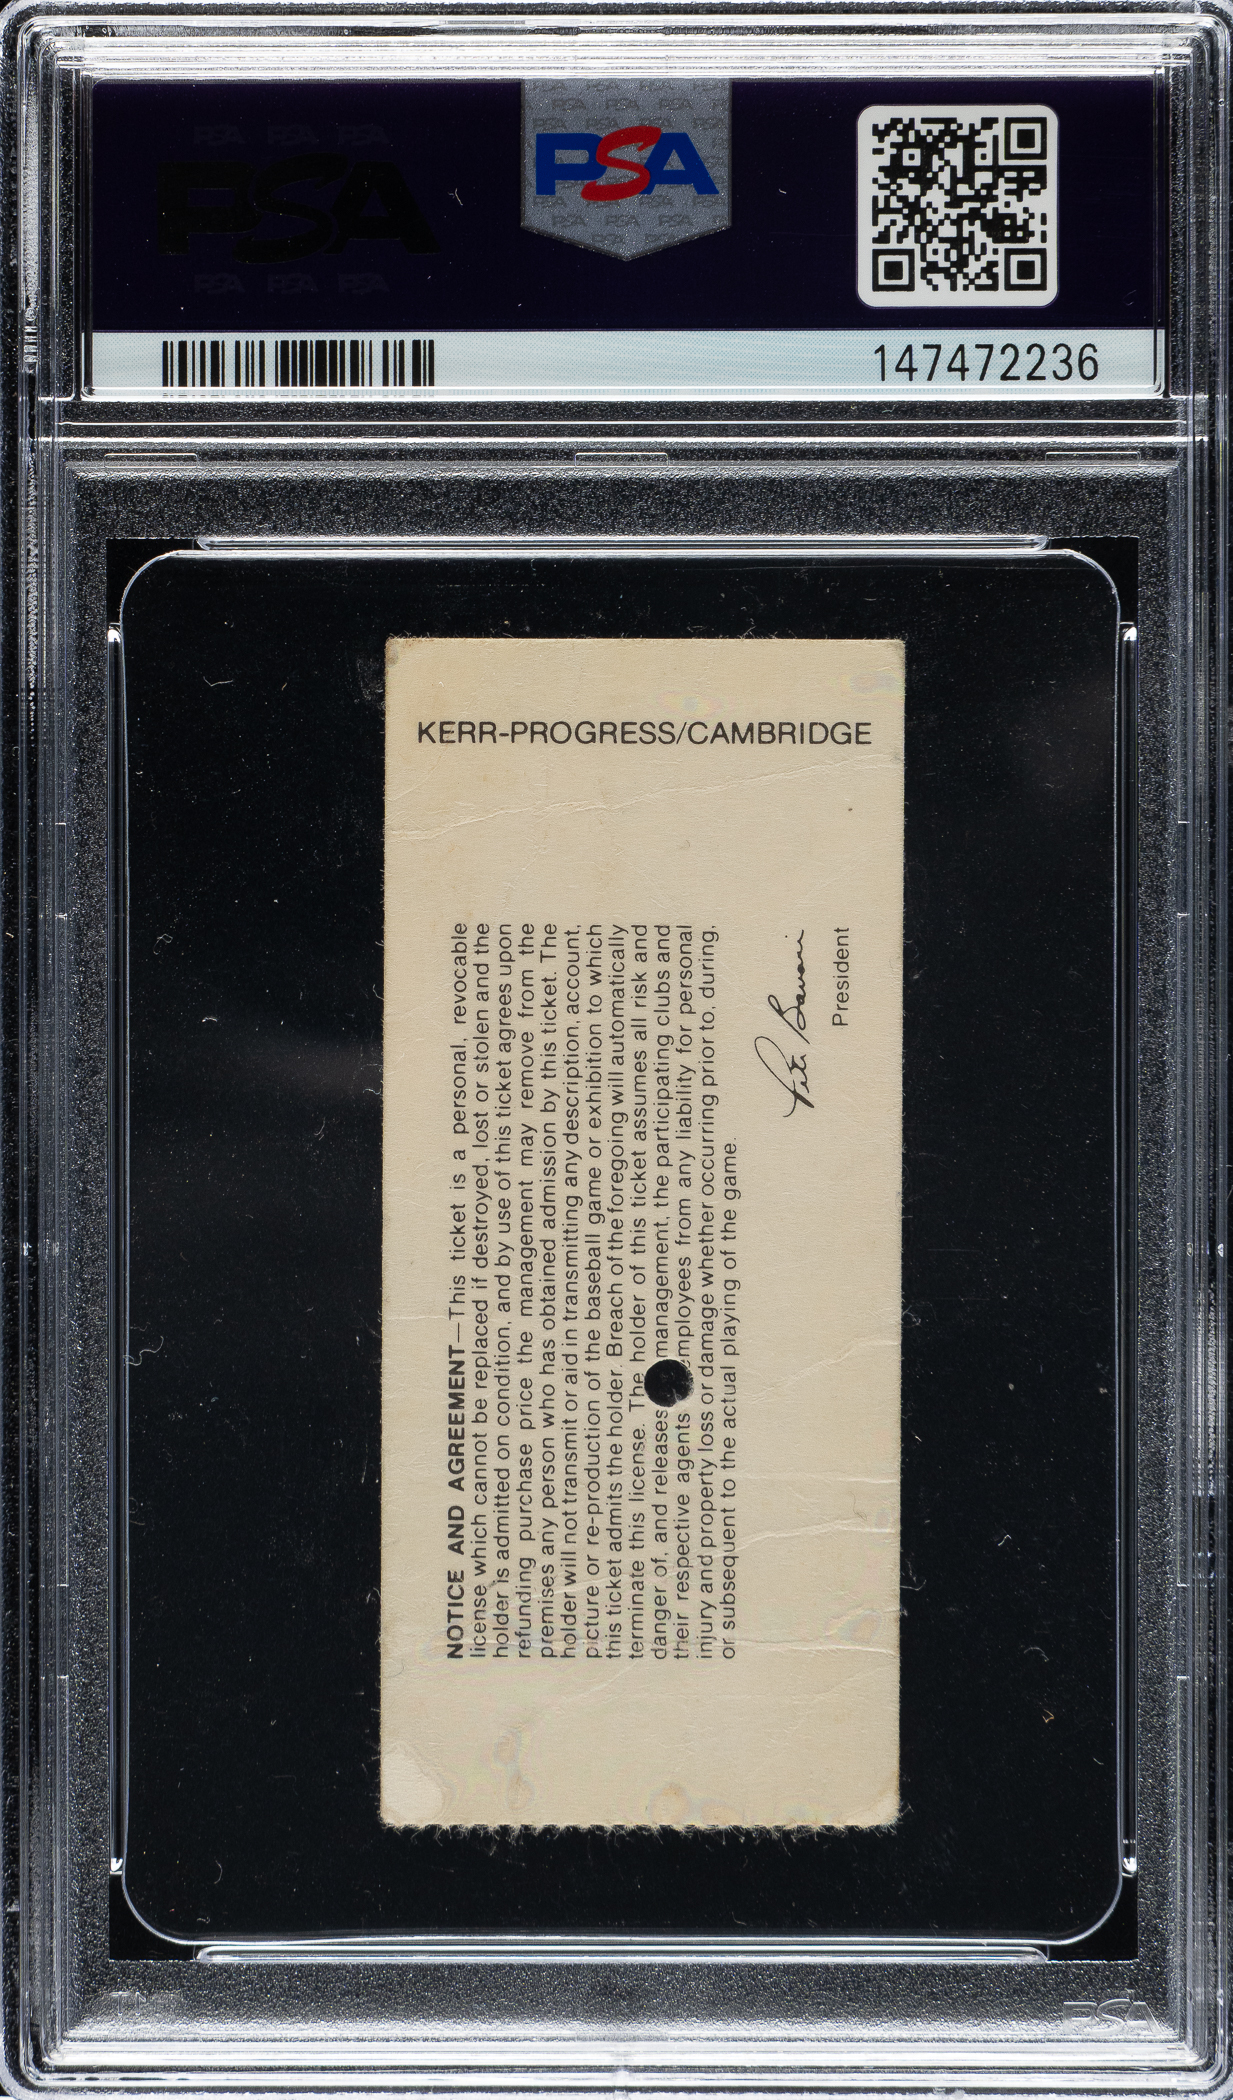 PSA
147472236
KERR-PROGRESS/CAMBRIDGE
NOTICE AND AGREEMENT—This ticket is a personal, revocable
license which cannot be replaced if destroyed, lost or stolen and the
holder is admitted on condition, and by use of this ticket agrees upon
refunding purchase price the management may remove from the
premises any person who has obtained admission by this ticket. The
holder will not transmit or aid in transmitting any description, account,
picture or re-production of the baseball game or exhibition to which
this ticket admits the holder. Breach of the foregoing will automatically
terminate this license. The holder of this ticket assumes all risk and
danger of, and releases management, the participating clubs and
their respective agents employees from any liability for personal
injury and property loss or damage whether occurring prior to, during,
or subsequent to the actual playing of the game.
Pete Bavasi
President
PSA